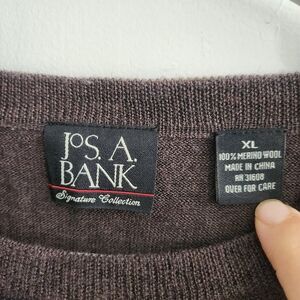 JOS. A.
BANK
Signature Collection
XL
100% MERINO WOOL
MADE IN CHINA
RN 31608
OVER FOR CARE